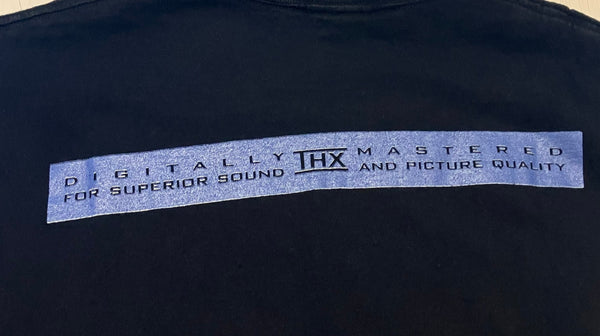 DIGITALLY THX MASTERED
FOR SUPERIOR SOUND AND PICTURE QUALITY